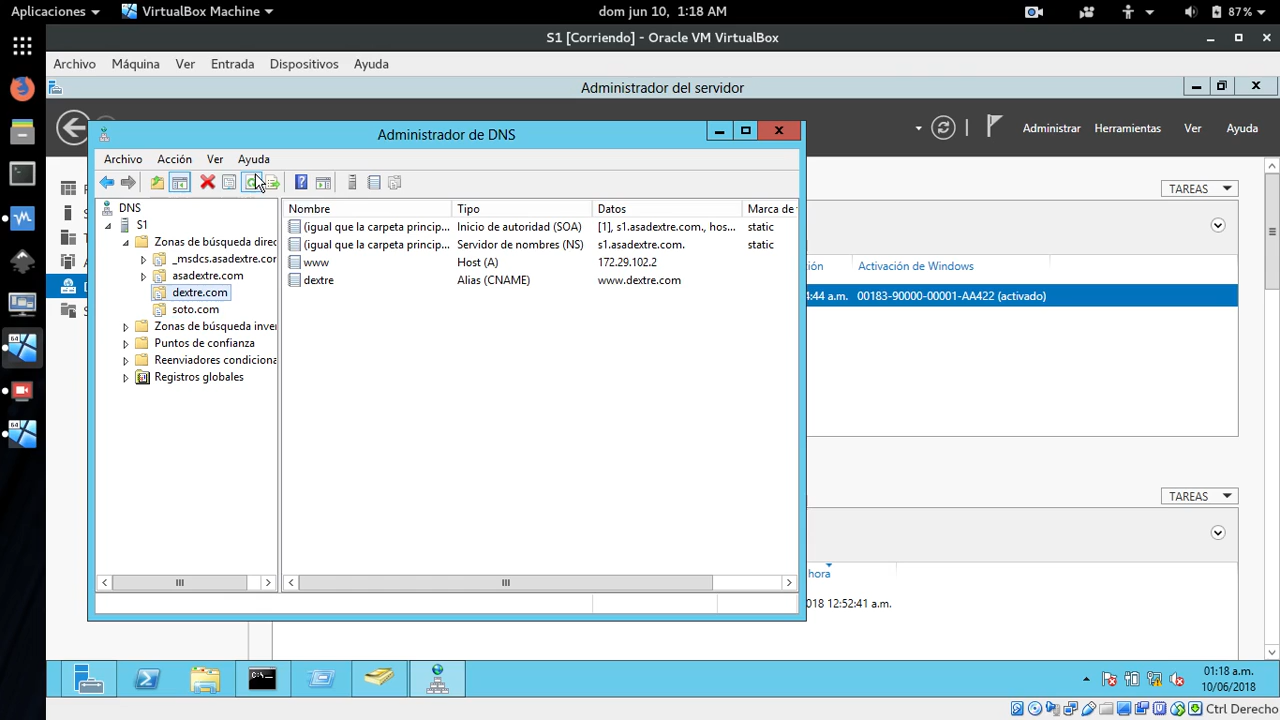 Aplicaciones
VirtualBox Machine
dom jun 10, 1:18 AM
87%
S1 [Corriendo] - Oracle VM VirtualBox
Archivo Máquina Ver Entrada Dispositivos Ayuda
Administrador del servidor
Administrar Herramientas Ver Ayuda
Administrador de DNS
Archivo Acción Ver Ayuda
TAREAS
DNS
S1
Zonas de búsqueda direc
_msdcs.asadextre.cor
asadextre.com
dextre.com
soto.com
Zonas de búsqueda inver
Puntos de confianza
Reenviadores condiciona
Registros globales
Nombre Tipo Datos Marca de
(igual que la carpeta princip... Inicio de autoridad (SOA) [1], s1.asadextre.com., hos... static
(igual que la carpeta princip... Servidor de nombres (NS) s1.asadextre.com. static
www Host (A) 172.29.102.2
dextre Alias (CNAME) www.dextre.com
ción Activación de Windows
:44 a.m. 00183-90000-00001-AA422 (activado)
TAREAS
hora
018 12:52:41 a.m.
01:18 a.m.
10/06/2018
Ctrl Derecho